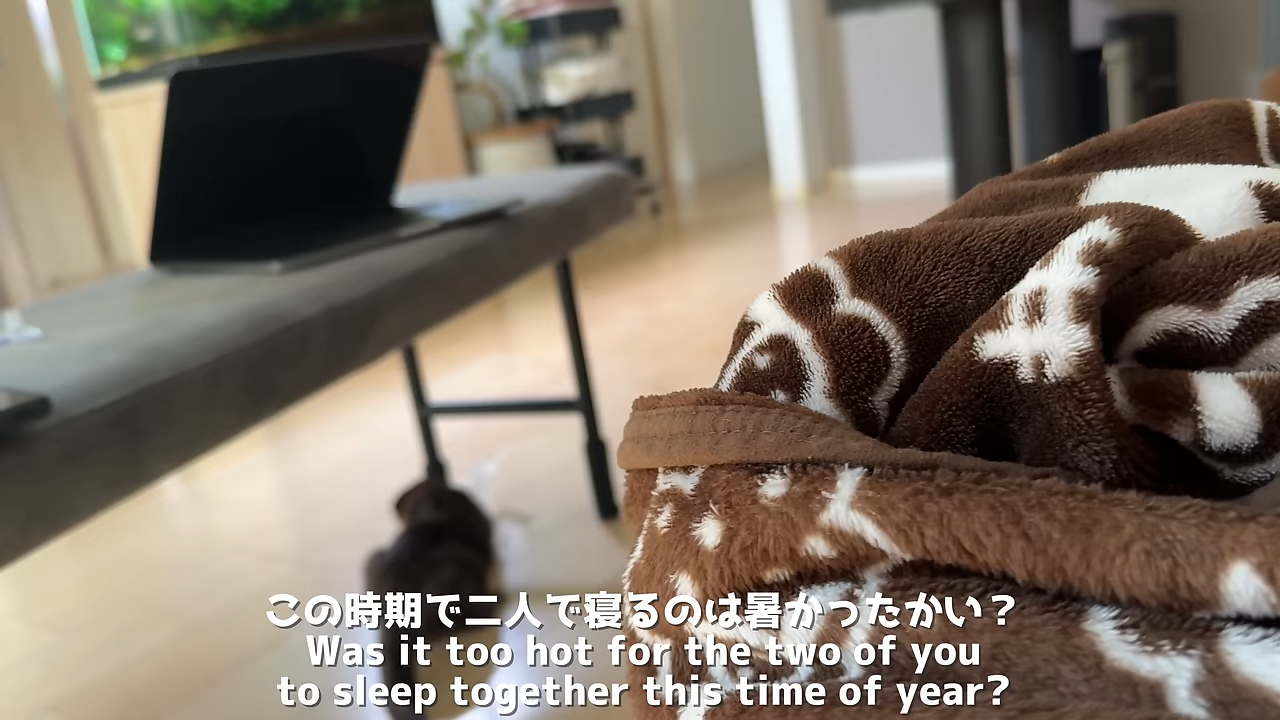 この時期で二人で寝るのは暑かったかい？
Was it too hot for the two of you
to sleep together this time of year?